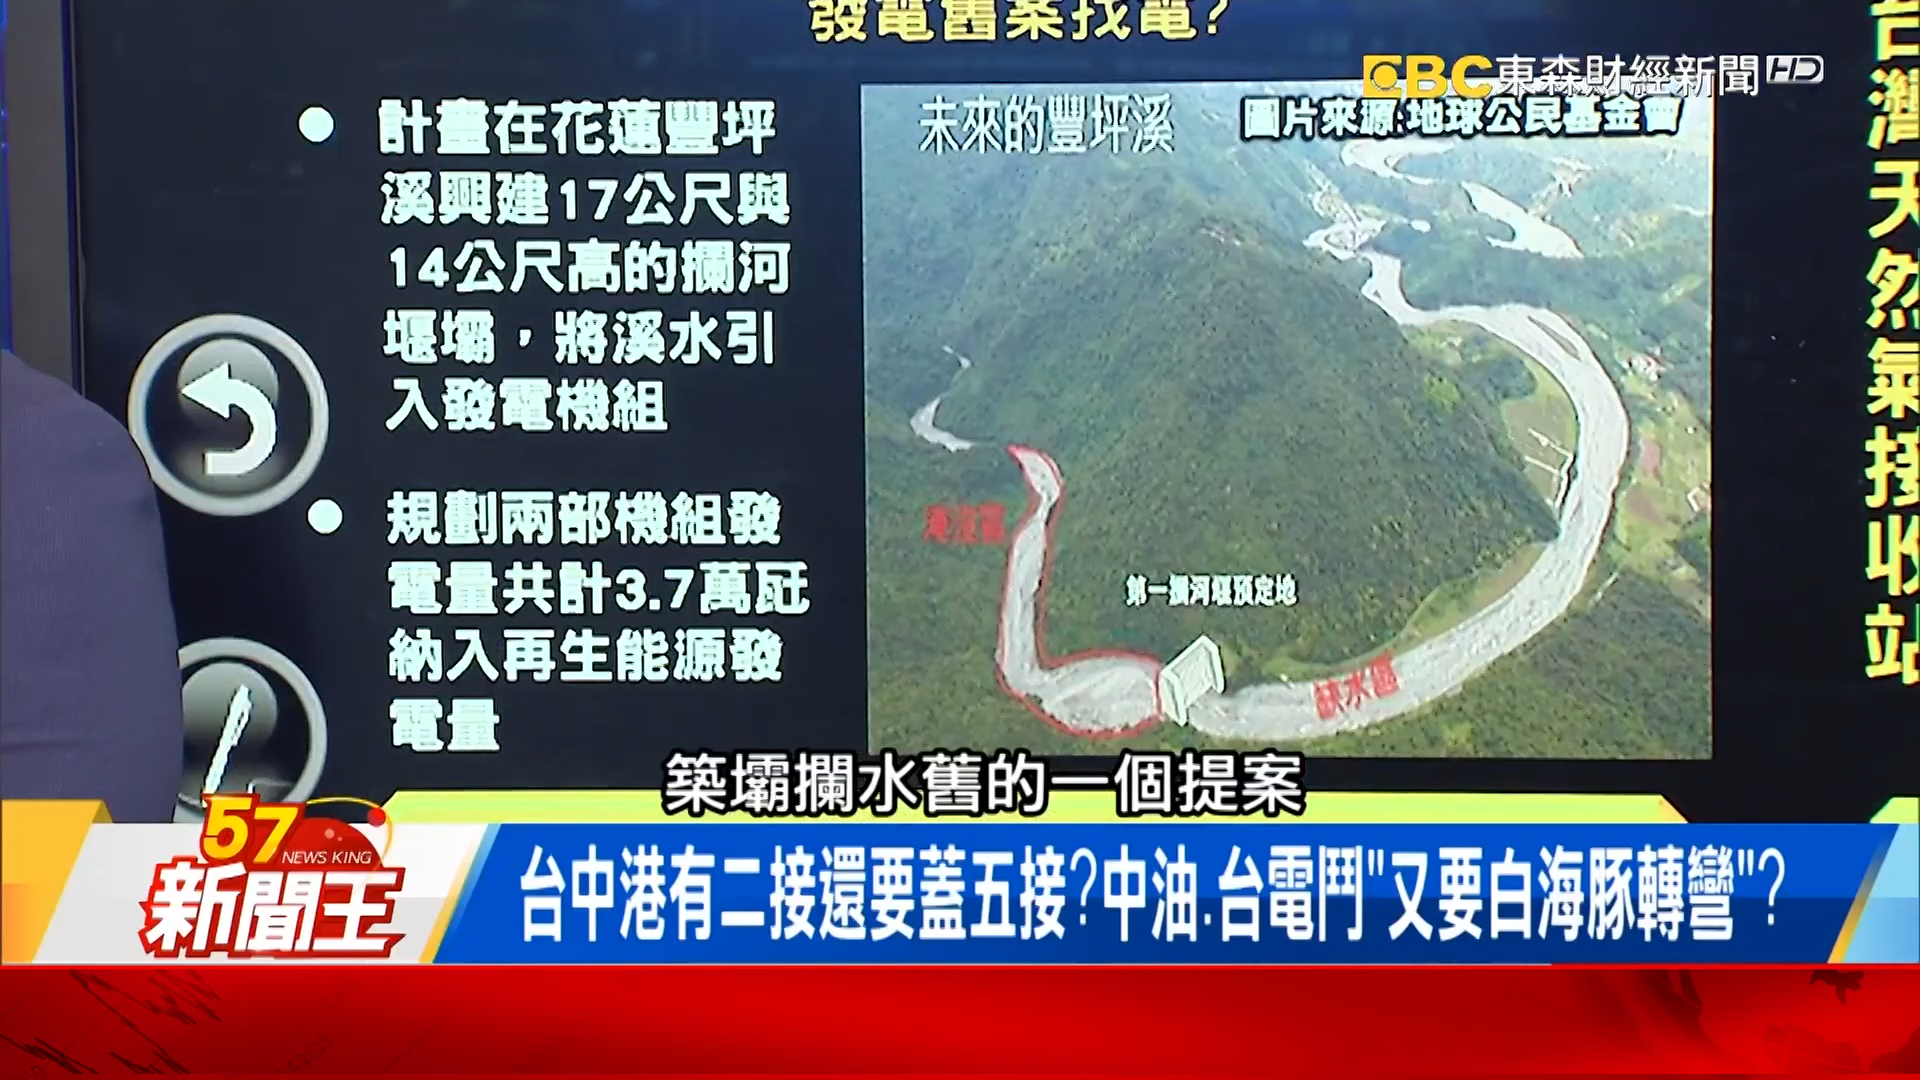 發電舊案找電?
EBC東森財經新聞HD
未來的豐坪溪
圖片來源:地球公民基金會
計畫在花蓮豐坪
溪興建17公尺與
14公尺高的攔河
堰壩，將溪水引
入發電機組
規劃兩部機組發
電量共計3.7萬瓩
納入再生能源發
電量
淹沒區
第一攔河堰預定地
缺水區
台灣天然氣接收站
築壩攔水舊的一個提案
57
NEWS KING
新聞王
台中港有二接還要蓋五接?中油.台電鬥"又要白海豚轉彎"?